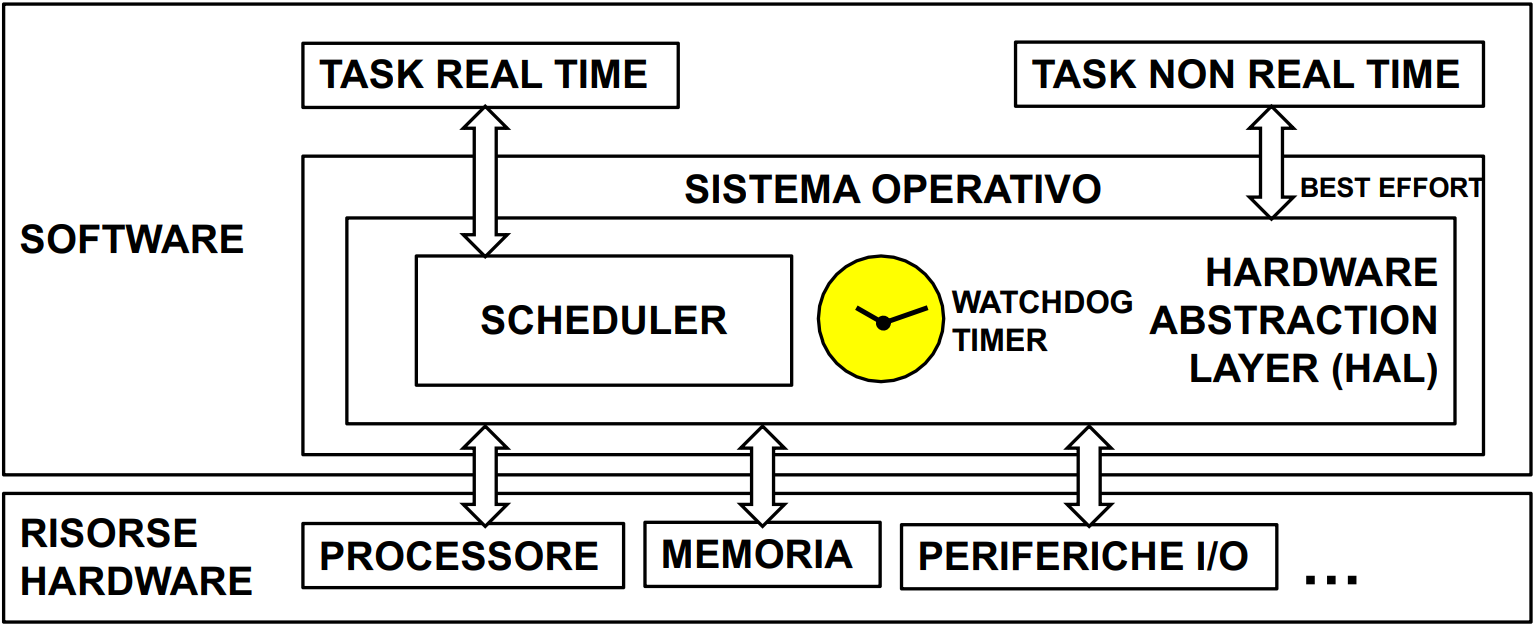 TASK REAL TIME
TASK NON REAL TIME
SISTEMA OPERATIVO
BEST EFFORT
SOFTWARE
SCHEDULER
WATCHDOG
TIMER
HARDWARE
ABSTRACTION
LAYER (HAL)
RISORSE
HARDWARE
PROCESSORE
MEMORIA
PERIFERICHE I/O
...